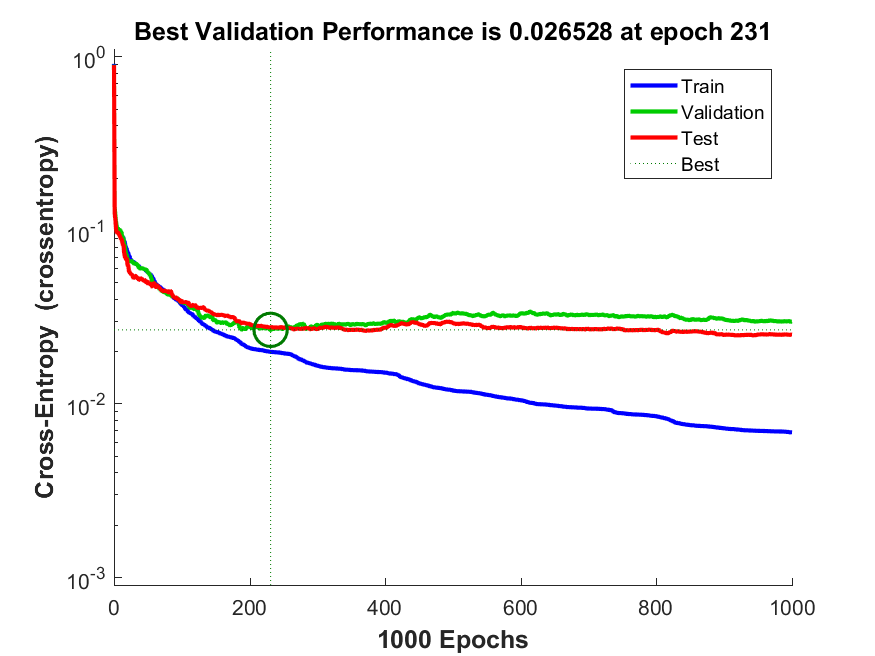 Best Validation Performance is 0.026528 at epoch 231
Cross-Entropy (crossentropy)
10^0
10^-1
10^-2
10^-3
Train
Validation
Test
Best
0 200 400 600 800 1000
1000 Epochs